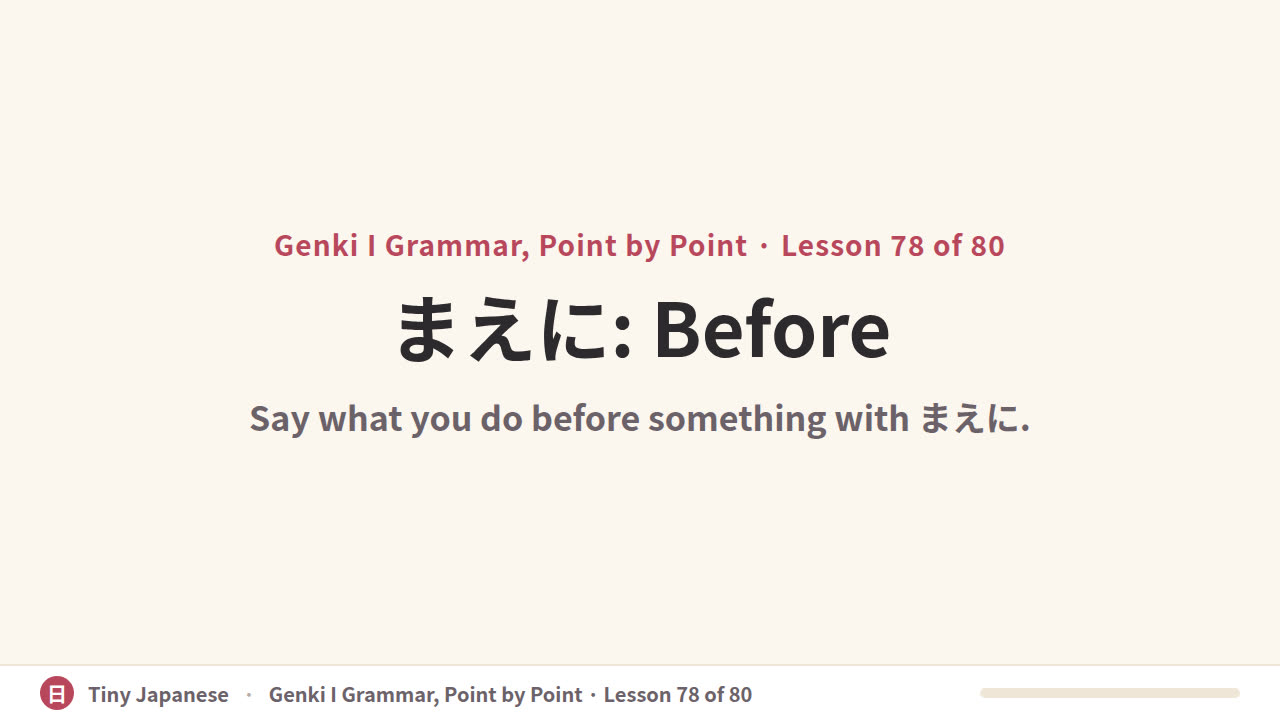 Genki I Grammar, Point by Point · Lesson 78 of 80
まえに: Before
Say what you do before something with まえに.
日 Tiny Japanese · Genki I Grammar, Point by Point · Lesson 78 of 80